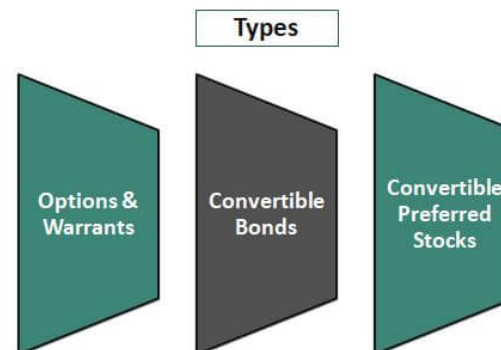 Types
Options &
Warrants
Convertible
Bonds
Convertible
Preferred
Stocks